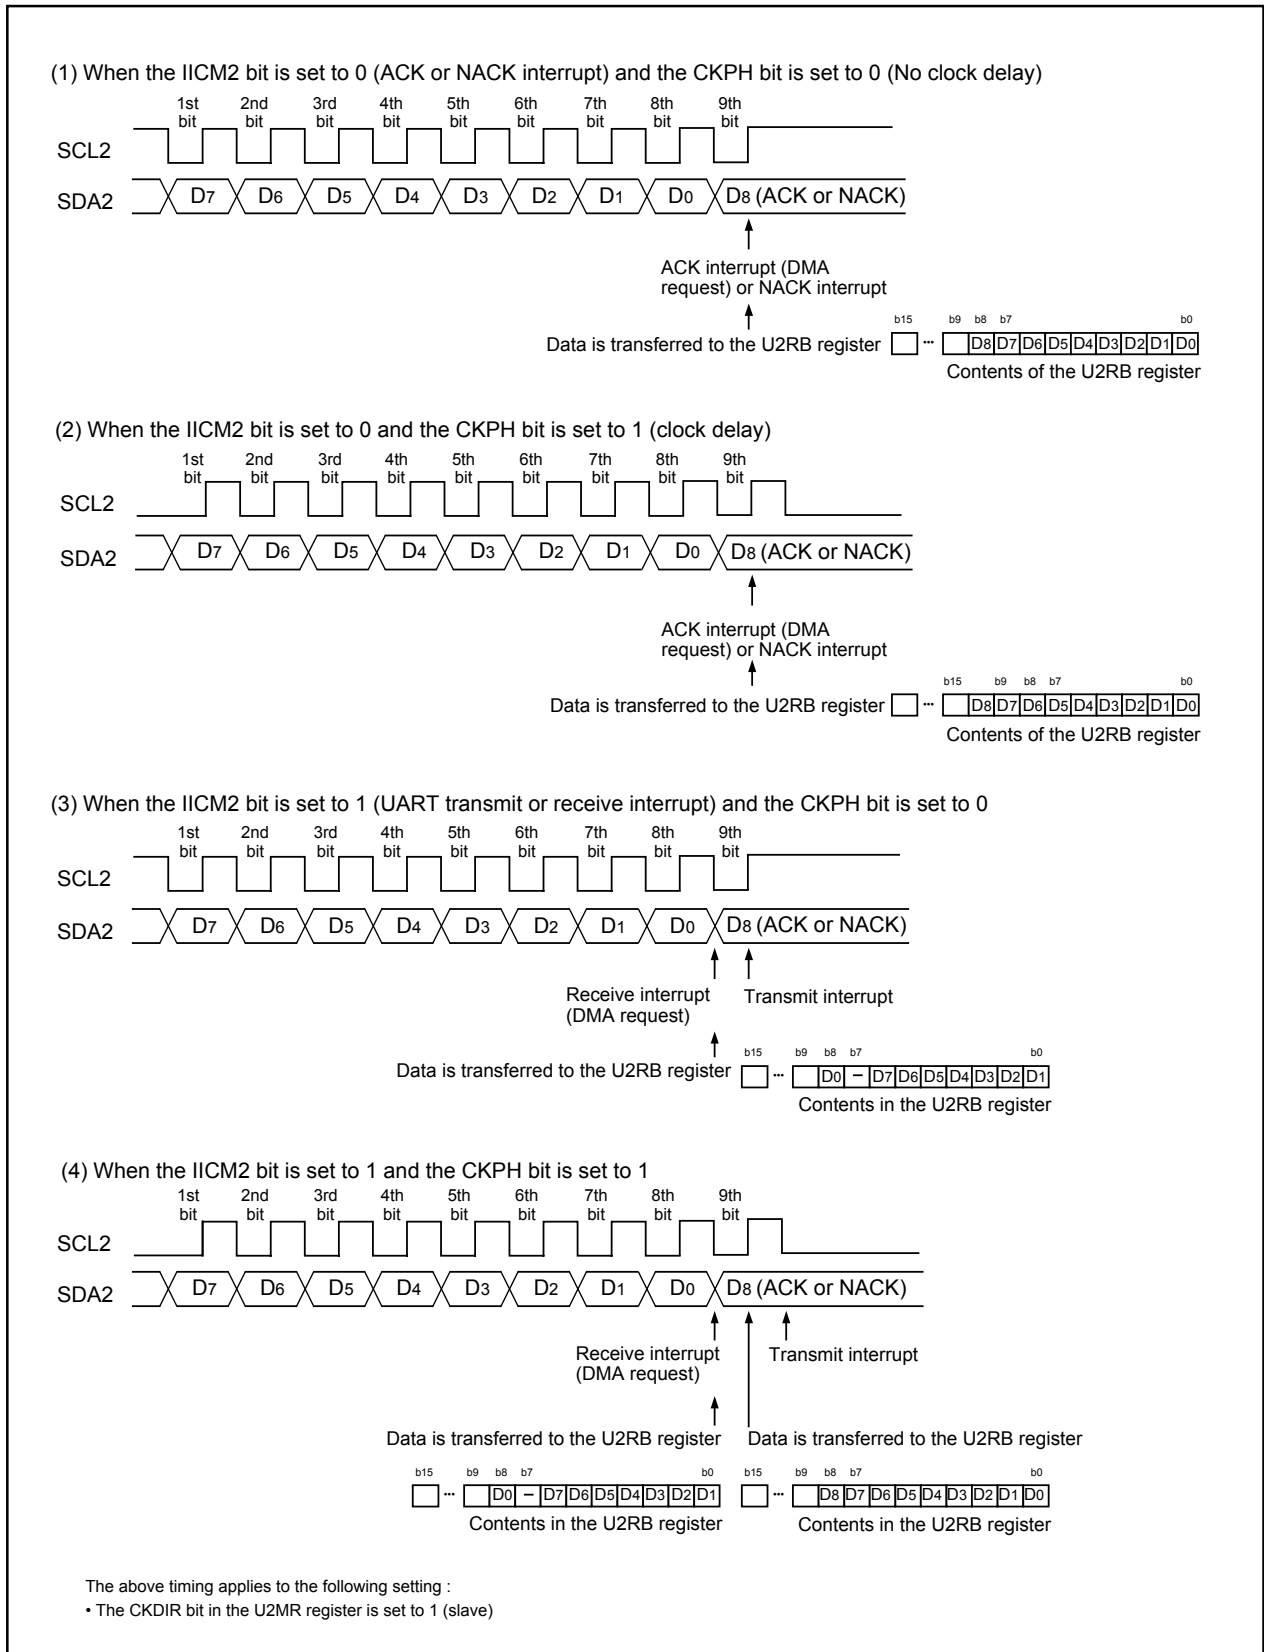 (1) When the IICM2 bit is set to 0 (ACK or NACK interrupt) and the CKPH bit is set to 0 (No clock delay)
1st 2nd 3rd 4th 5th 6th 7th 8th 9th
bit bit bit bit bit bit bit bit bit
SCL2
SDA2 D7 D6 D5 D4 D3 D2 D1 D0 D8 (ACK or NACK)
ACK interrupt (DMA
request) or NACK interrupt
b15 b9 b8 b7 b0
Data is transferred to the U2RB register ... D8 D7 D6 D5 D4 D3 D2 D1 D0
Contents of the U2RB register
(2) When the IICM2 bit is set to 0 and the CKPH bit is set to 1 (clock delay)
1st 2nd 3rd 4th 5th 6th 7th 8th 9th
bit bit bit bit bit bit bit bit bit
SCL2
SDA2 D7 D6 D5 D4 D3 D2 D1 D0 D8 (ACK or NACK)
ACK interrupt (DMA
request) or NACK interrupt
b15 b9 b8 b7 b0
Data is transferred to the U2RB register ... D8 D7 D6 D5 D4 D3 D2 D1 D0
Contents of the U2RB register
(3) When the IICM2 bit is set to 1 (UART transmit or receive interrupt) and the CKPH bit is set to 0
1st 2nd 3rd 4th 5th 6th 7th 8th 9th
bit bit bit bit bit bit bit bit bit
SCL2
SDA2 D7 D6 D5 D4 D3 D2 D1 D0 D8 (ACK or NACK)
Receive interrupt Transmit interrupt
(DMA request)
b15 b9 b8 b7 b0
Data is transferred to the U2RB register ... D0 – D7 D6 D5 D4 D3 D2 D1
Contents in the U2RB register
(4) When the IICM2 bit is set to 1 and the CKPH bit is set to 1
1st 2nd 3rd 4th 5th 6th 7th 8th 9th
bit bit bit bit bit bit bit bit bit
SCL2
SDA2 D7 D6 D5 D4 D3 D2 D1 D0 D8 (ACK or NACK)
Receive interrupt Transmit interrupt
(DMA request)
Data is transferred to the U2RB register Data is transferred to the U2RB register
b15 b9 b8 b7 b0 b15 b9 b8 b7 b0
... D0 – D7 D6 D5 D4 D3 D2 D1 ... D8 D7 D6 D5 D4 D3 D2 D1 D0
Contents in the U2RB register Contents in the U2RB register
The above timing applies to the following setting :
• The CKDIR bit in the U2MR register is set to 1 (slave)